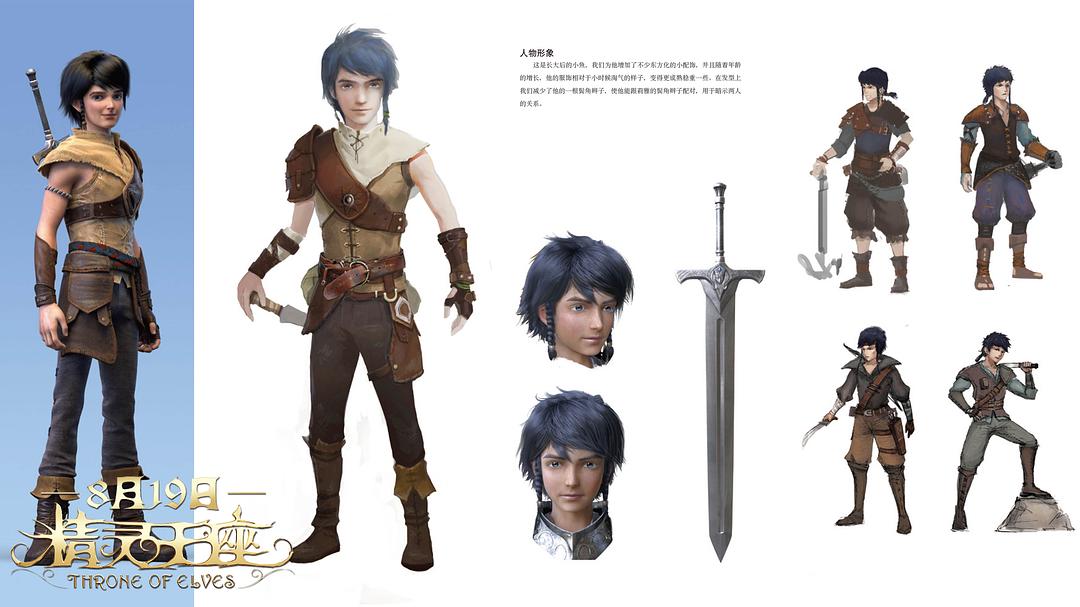 人物形象
这是长大后的小鱼。我们为他增加了不少东方化的小配饰，并且随着年龄
的增长，他的服饰相对于小时候淘气的样子，变得更成熟稳重一些。在发型上
我们减少了他的一根鬓角辫子，使他能跟莉雅的鬓角辫子配对，用于暗示两人
的关系。
8月19日
精灵王座
THRONE OF ELVES